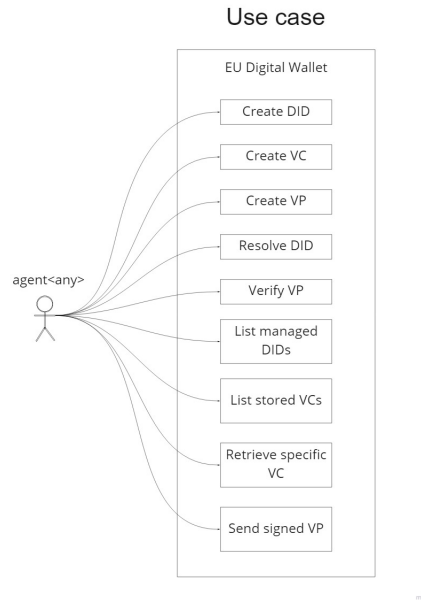 Use case
EU Digital Wallet
Create DID
Create VC
Create VP
Resolve DID
agent<any>
Verify VP
List managed
DIDs
List stored VCs
Retrieve specific
VC
Send signed VP